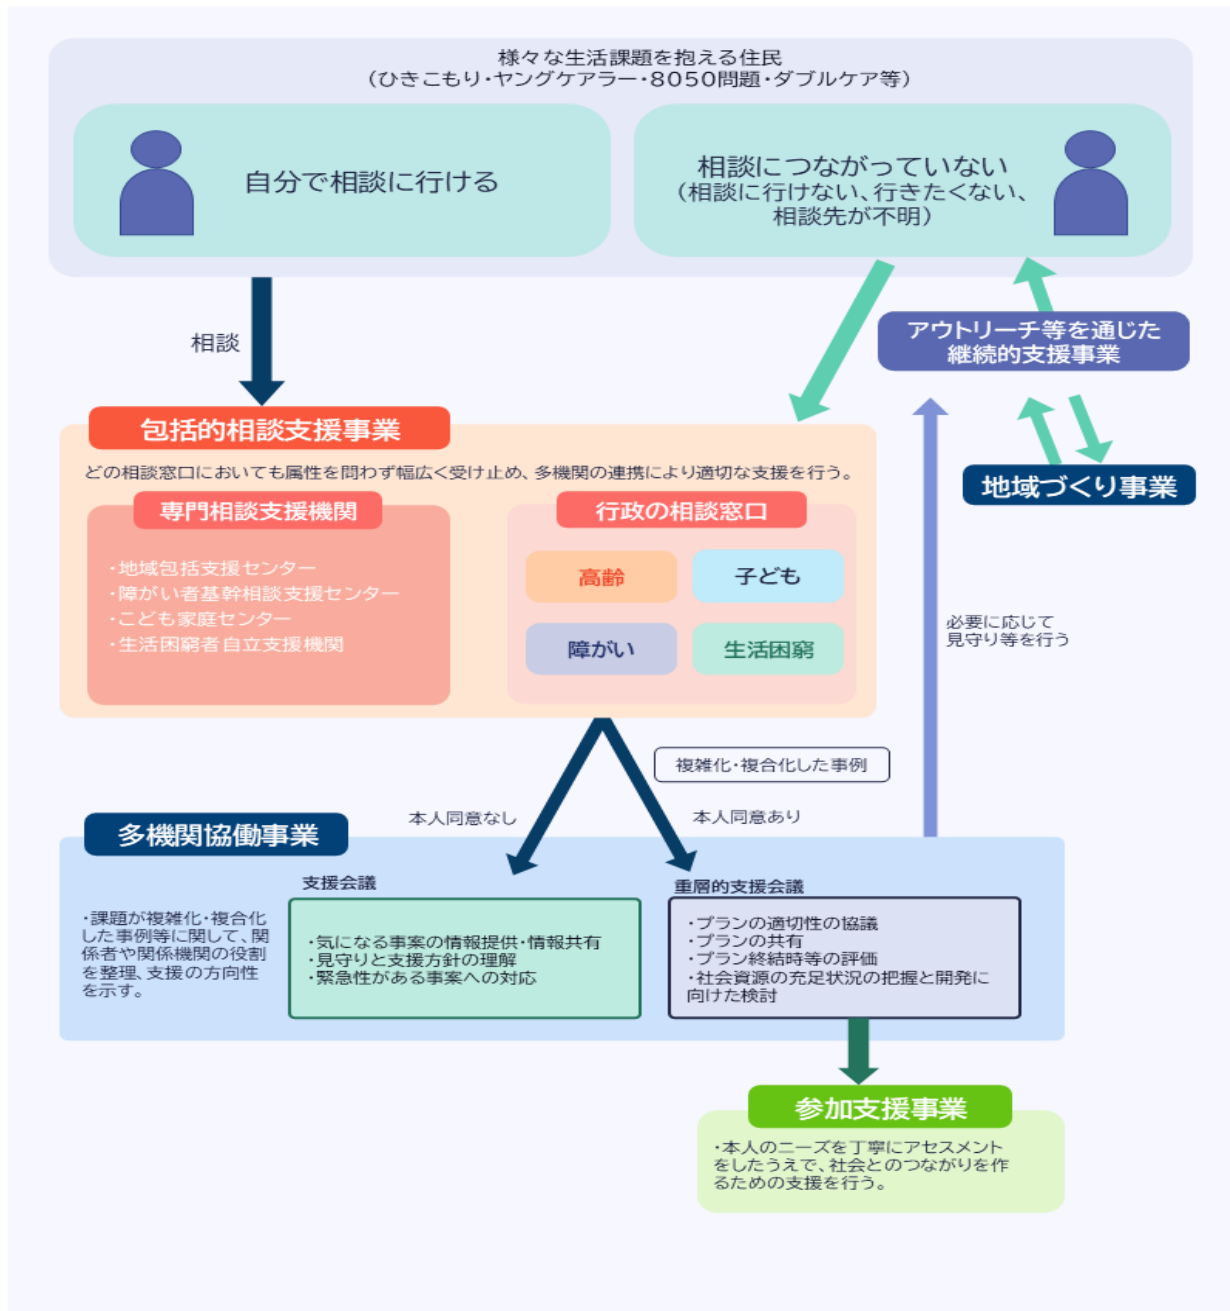 様々な生活課題を抱える住民
（ひきこもり・ヤングケアラー・8050問題・ダブルケア等）
自分で相談に行ける
相談につながっていない
（相談に行けない、行きたくない、
相談先が不明）
相談
アウトリーチ等を通じた
継続的支援事業
包括的相談支援事業
どの相談窓口においても属性を問わず幅広く受け止め、多機関の連携により適切な支援を行う。
地域づくり事業
専門相談支援機関
・地域包括支援センター
・障がい者基幹相談支援センター
・こども家庭センター
・生活困窮者自立支援機関
行政の相談窓口
高齢
子ども
障がい
生活困窮
必要に応じて
見守り等を行う
複雑化・複合化した事例
本人同意なし
本人同意あり
多機関協働事業
・課題が複雑化・複合化
した事例等に関して、関
係者や関係機関の役割
を整理、支援の方向性
を示す。
支援会議
・気になる事案の情報提供・情報共有
・見守りと支援方針の理解
・緊急性がある事案への対応
重層的支援会議
・プランの適切性の協議
・プランの共有
・プラン終結時等の評価
・社会資源の充足状況の把握と開発に
向けた検討
参加支援事業
・本人のニーズを丁寧にアセスメント
をしたうえで、社会とのつながりを作
るための支援を行う。